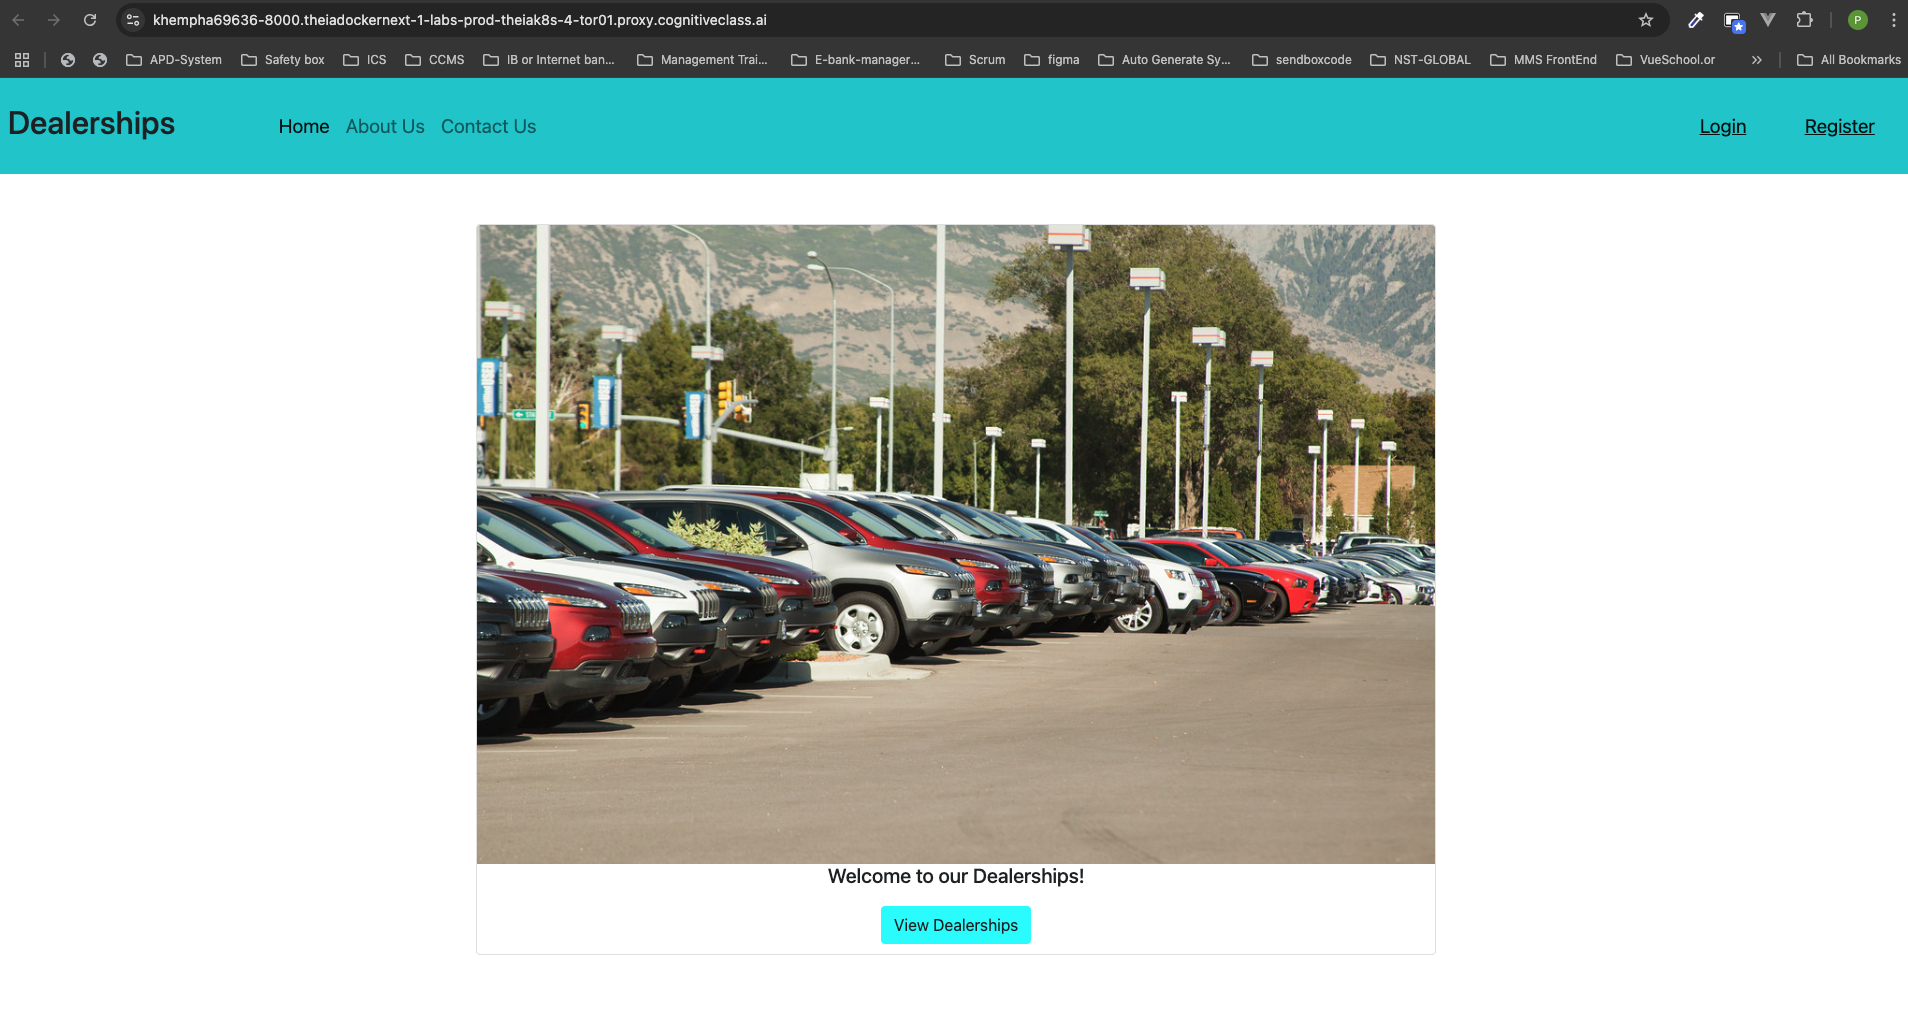 khempha69636-8000.theiadockernext-1-labs-prod-theiak8s-4-tor01.proxy.cognitiveclass.ai
P
APD-System Safety box ICS CCMS IB or Internet ban... Management Trai... E-bank-manager... Scrum figma Auto Generate Sy... sendboxcode NST-GLOBAL MMS FrontEnd VueSchool.or » All Bookmarks
Dealerships Home About Us Contact Us Login Register
USED
Welcome to our Dealerships!
View Dealerships